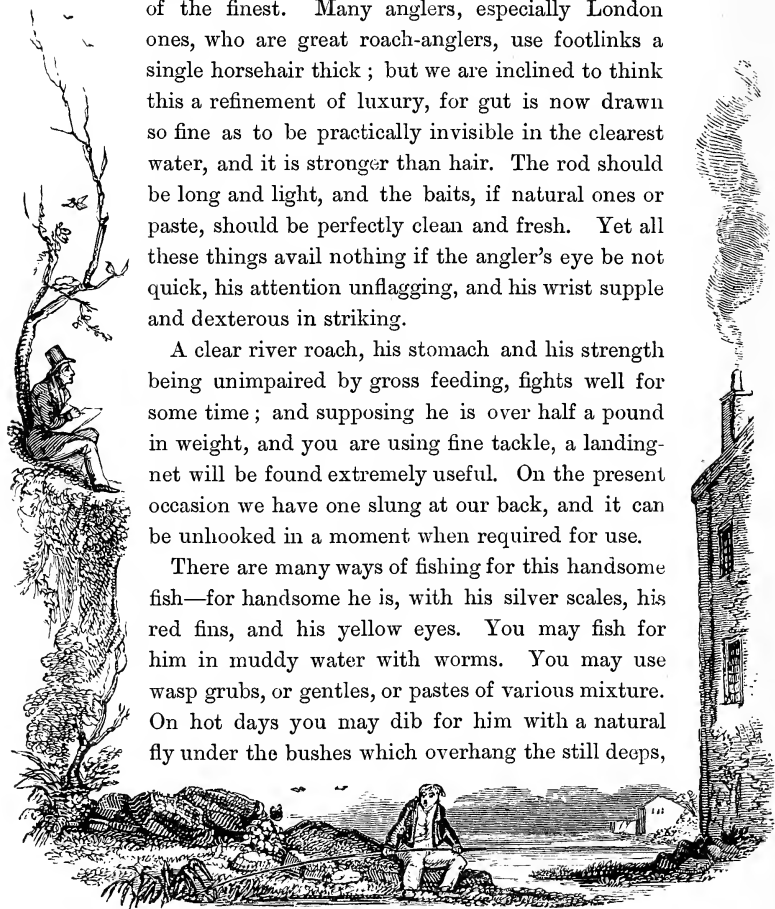 of the finest. Many anglers, especially London
ones, who are great roach-anglers, use footlinks a
single horsehair thick ; but we are inclined to think
this a refinement of luxury, for gut is now drawn
so fine as to be practically invisible in the clearest
water, and it is stronger than hair. The rod should
be long and light, and the baits, if natural ones or
paste, should be perfectly clean and fresh. Yet all
these things avail nothing if the angler's eye be not
quick, his attention unflagging, and his wrist supple
and dexterous in striking.
A clear river roach, his stomach and his strength
being unimpaired by gross feeding, fights well for
some time ; and supposing he is over half a pound
in weight, and you are using fine tackle, a landing-
net will be found extremely useful. On the present
occasion we have one slung at our back, and it can
be unhooked in a moment when required for use.
There are many ways of fishing for this handsome
fish—for handsome he is, with his silver scales, his
red fins, and his yellow eyes. You may fish for
him in muddy water with worms. You may use
wasp grubs, or gentles, or pastes of various mixture.
On hot days you may dib for him with a natural
fly under the bushes which overhang the still deeps,